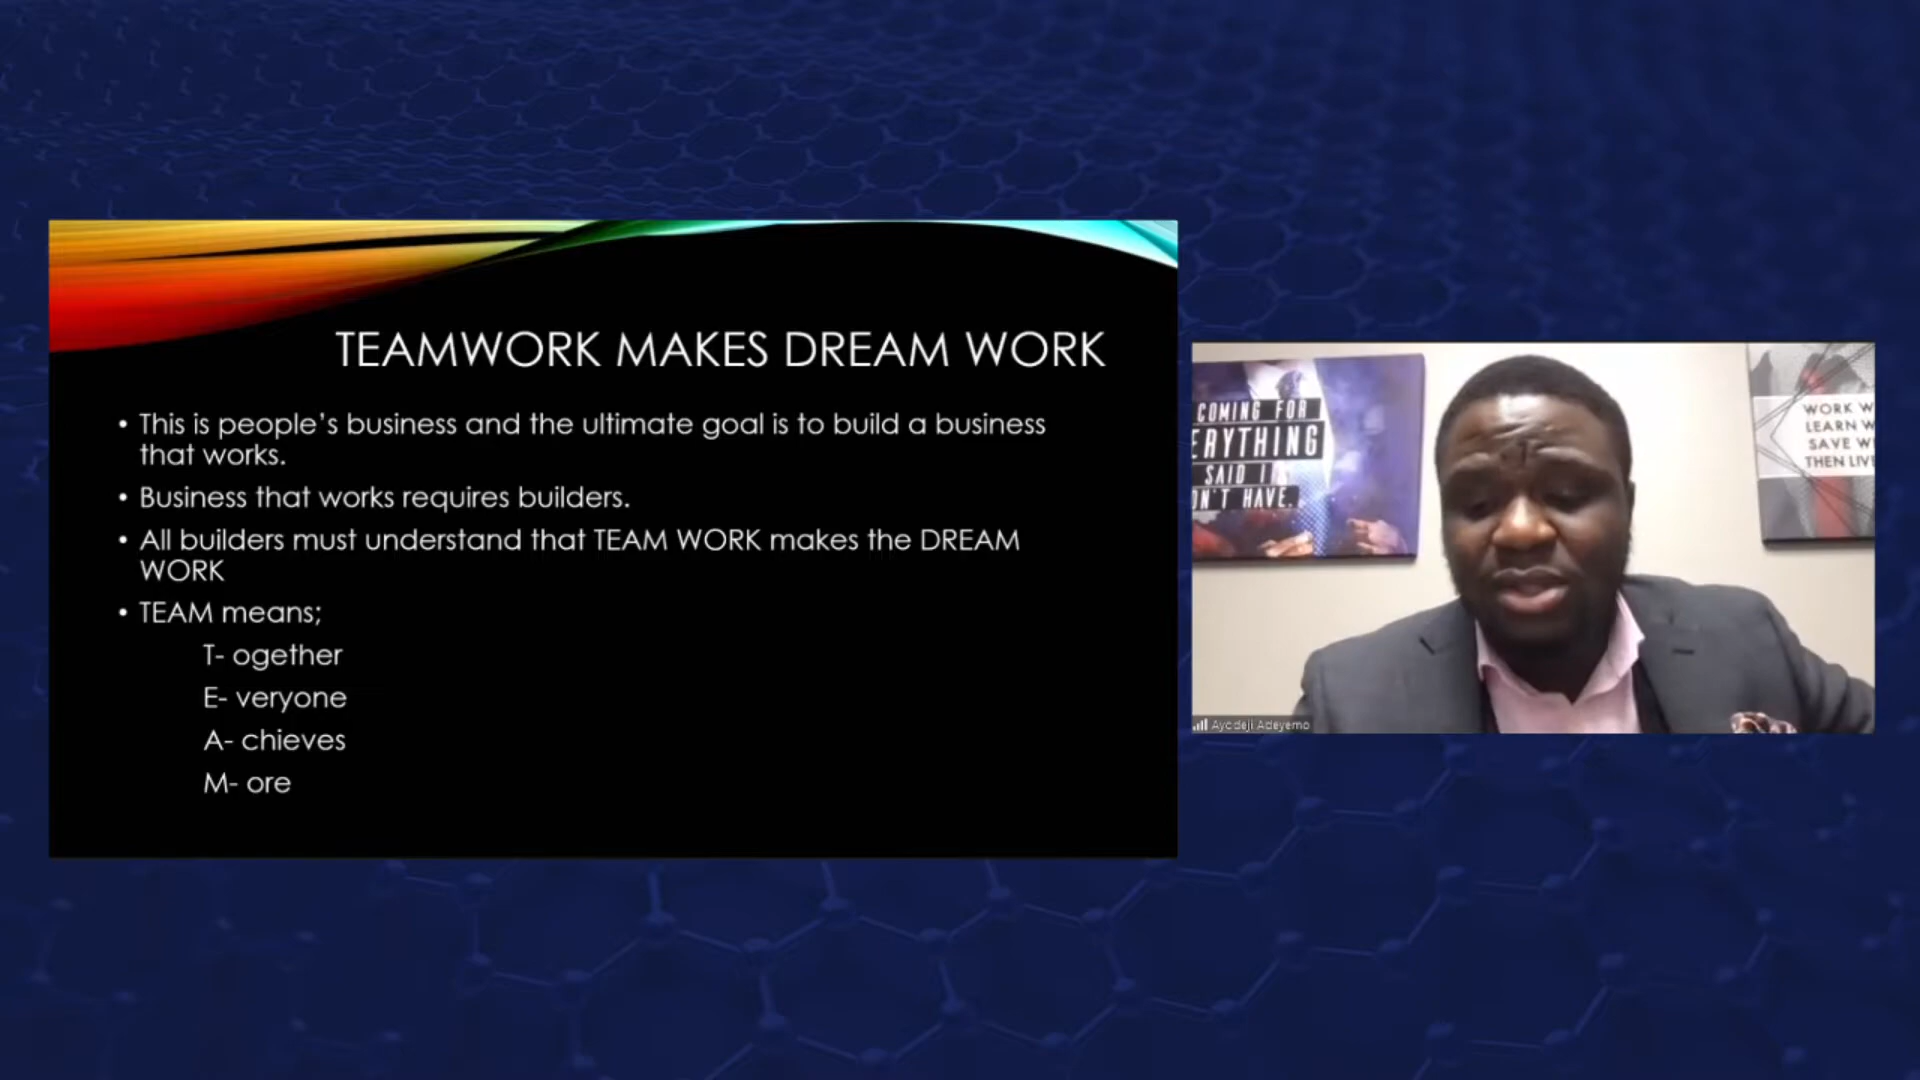 TEAMWORK MAKES DREAM WORK
• This is people's business and the ultimate goal is to build a business
that works.
• Business that works requires builders.
• All builders must understand that TEAM WORK makes the DREAM
WORK
• TEAM means;
T- ogether
E- veryone
A- chieves
M- ore
COMING FOR
ERYTHING
SAID I
ON'T HAVE.
WORK W
LEARN W
SAVE W
THEN LIV
Ayodeji Adeyemo